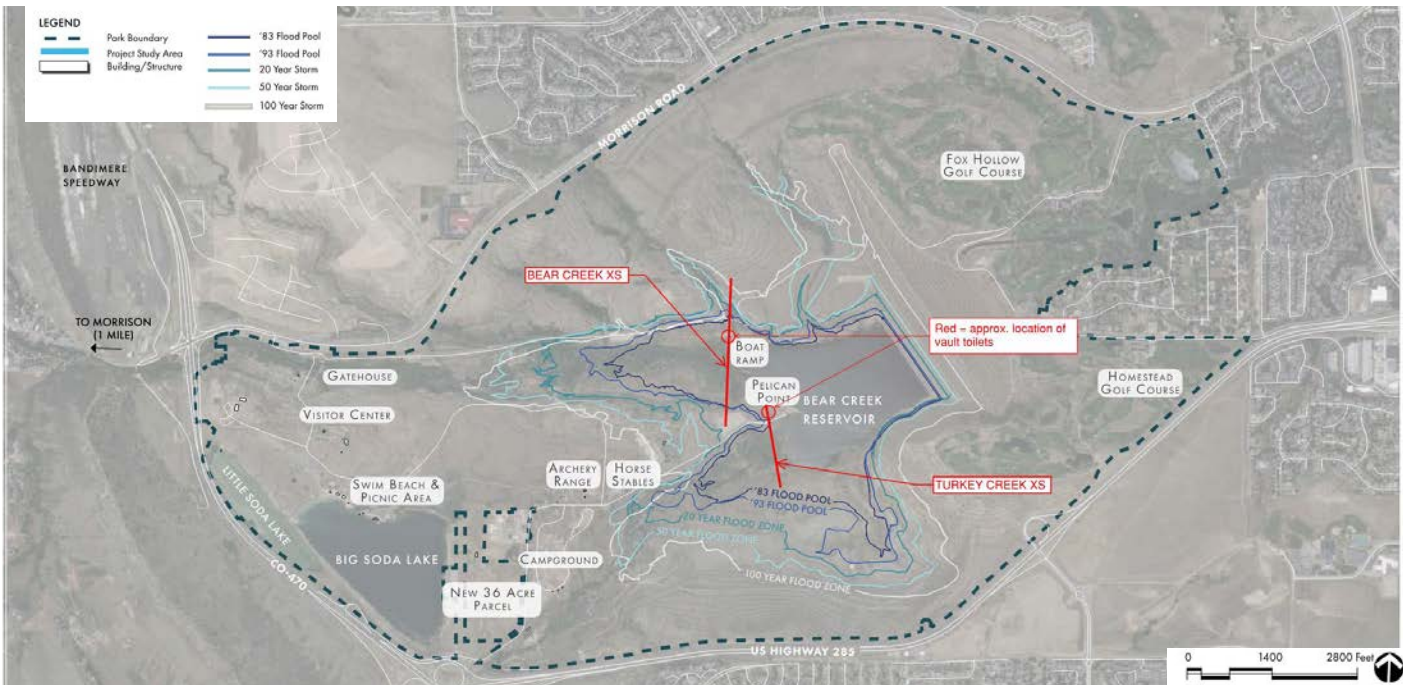 LEGEND
Park Boundary
Project Study Area
Building/Structure
'83 Flood Pool
'93 Flood Pool
20 Year Storm
50 Year Storm
100 Year Storm
BANDIMERE
SPEEDWAY
MORRISON ROAD
FOX HOLLOW
GOLF COURSE
BEAR CREEK XS
TO MORRISON
(1 MILE)
Red = approx. location of
vault toilets
BOAT
RAMP
GATEHOUSE
PELICAN
POINT
BEAR CREEK
RESERVOIR
HOMESTEAD
GOLF COURSE
VISITOR CENTER
LITTLE SODA LAKE
SWIM BEACH &
PICNIC AREA
ARCHERY
RANGE
HORSE
STABLES
TURKEY CREEK XS
'83 FLOOD POOL
'93 FLOOD POOL
20 YEAR FLOOD ZONE
50 YEAR FLOOD ZONE
100 YEAR FLOOD ZONE
BIG SODA LAKE
CAMPGROUND
CO-470
NEW 36 ACRE
PARCEL
US HIGHWAY 285
0 1400 2800 Feet